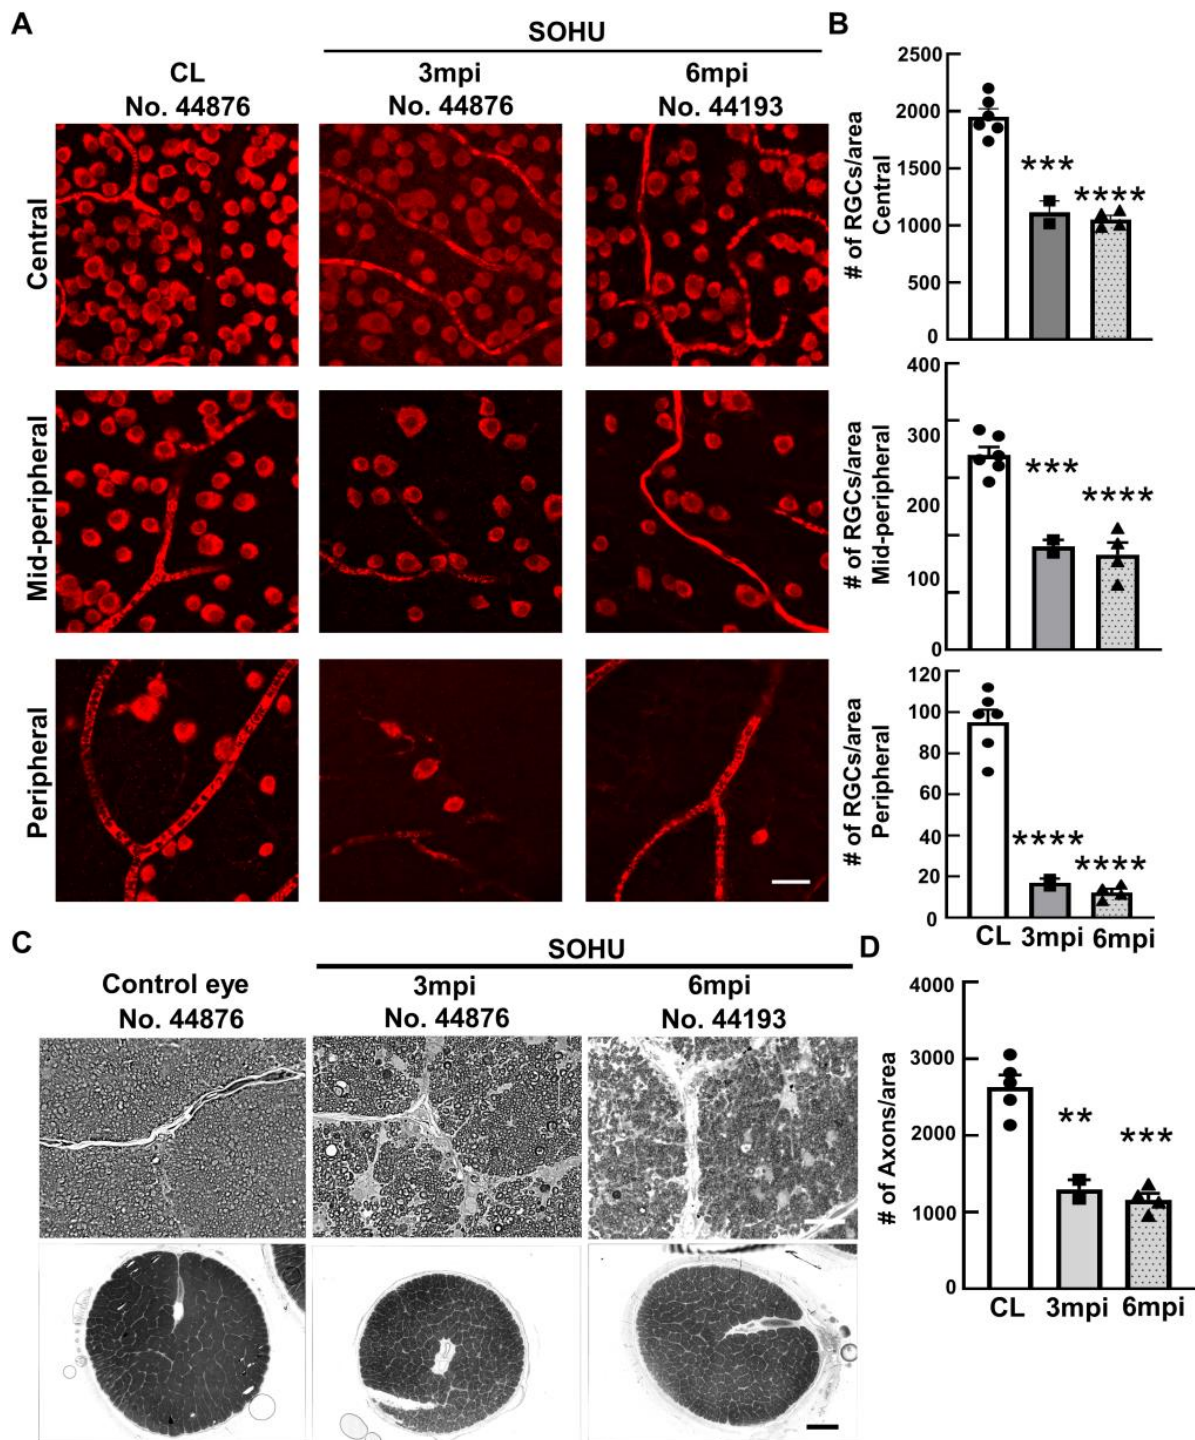 A
SOHU
CL
3mpi
6mpi
No. 44876
No. 44876
No. 44193
Central
Mid-peripheral
Peripheral
B
# of RGCs/area
Central
2500
2000
1500
1000
500
0
***
****
# of RGCs/area
Mid-peripheral
400
300
200
100
0
***
****
# of RGCs/area
Peripheral
120
100
80
60
40
20
0
****
****
CL
3mpi
6mpi
C
SOHU
Control eye
3mpi
6mpi
No. 44876
No. 44876
No. 44193
D
# of Axons/area
4000
3000
2000
1000
0
**
***
CL
3mpi
6mpi